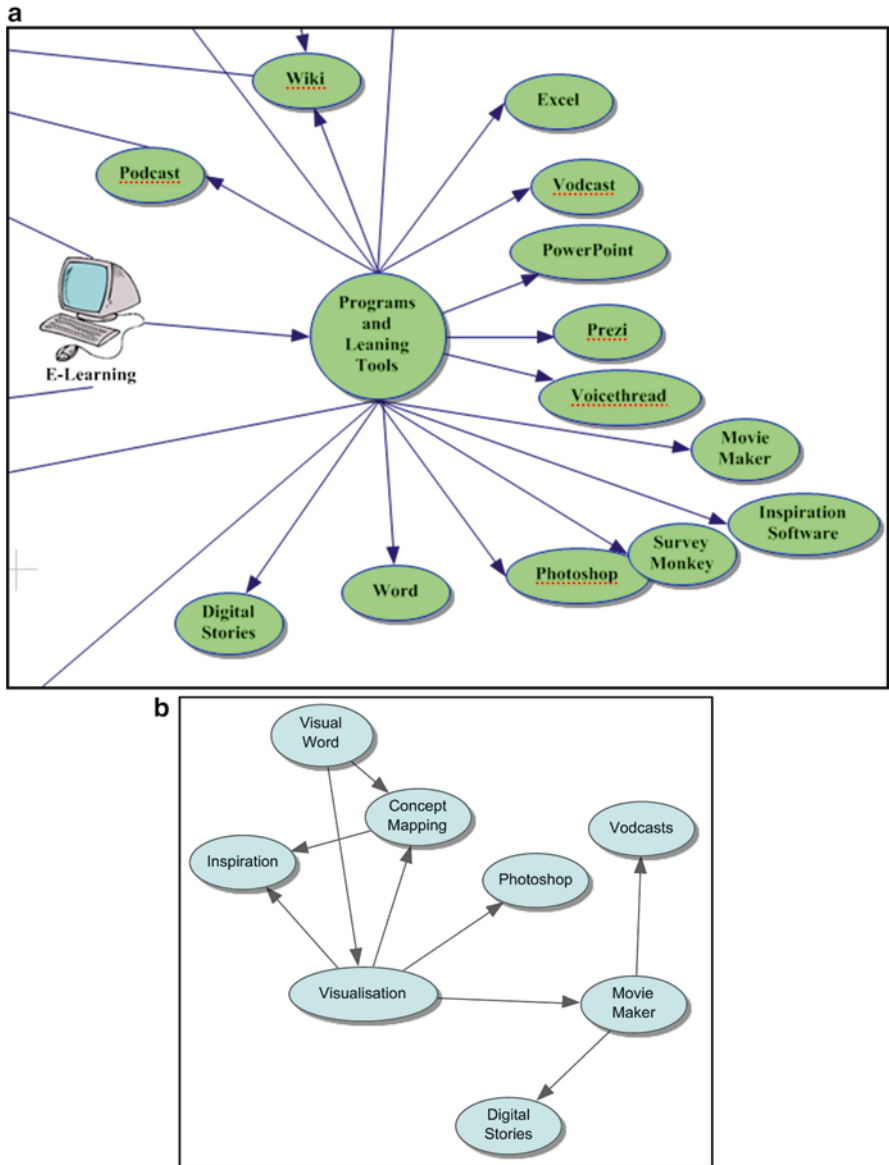 a
Wiki
Excel
Podcast
Vodcast
PowerPoint
Programs
and
Leaning
Tools
Prezi
E-Learning
Voicethread
Movie
Maker
Inspiration
Software
Survey
Monkey
Photoshop
Word
Digital
Stories
b
Visual
Word
Concept
Mapping
Vodcasts
Inspiration
Photoshop
Visualisation
Movie
Maker
Digital
Stories